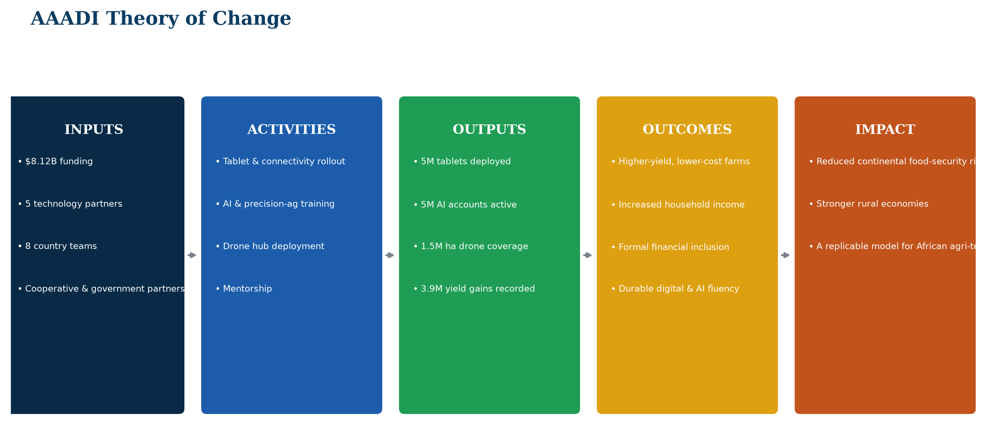 AAADI Theory of Change
INPUTS
• $8.12B funding
• 5 technology partners
• 8 country teams
• Cooperative & government partners
ACTIVITIES
• Tablet & connectivity rollout
• AI & precision-ag training
• Drone hub deployment
• Mentorship
OUTPUTS
• 5M tablets deployed
• 5M AI accounts active
• 1.5M ha drone coverage
• 3.9M yield gains recorded
OUTCOMES
• Higher-yield, lower-cost farms
• Increased household income
• Formal financial inclusion
• Durable digital & AI fluency
IMPACT
• Reduced continental food-security ri
• Stronger rural economies
• A replicable model for African agri-te